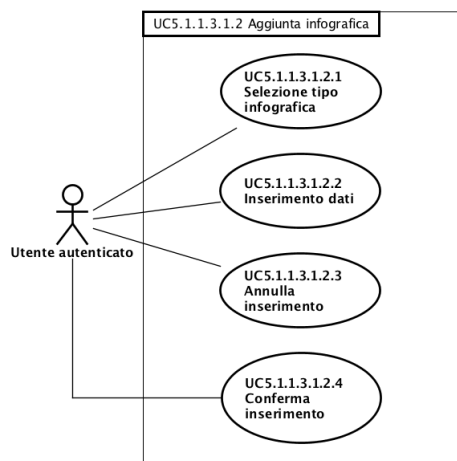 UC5.1.1.3.1.2 Aggiunta infografica
UC5.1.1.3.1.2.1
Selezione tipo
infografica
UC5.1.1.3.1.2.2
Inserimento dati
Utente autenticato
UC5.1.1.3.1.2.3
Annulla
inserimento
UC5.1.1.3.1.2.4
Conferma
inserimento